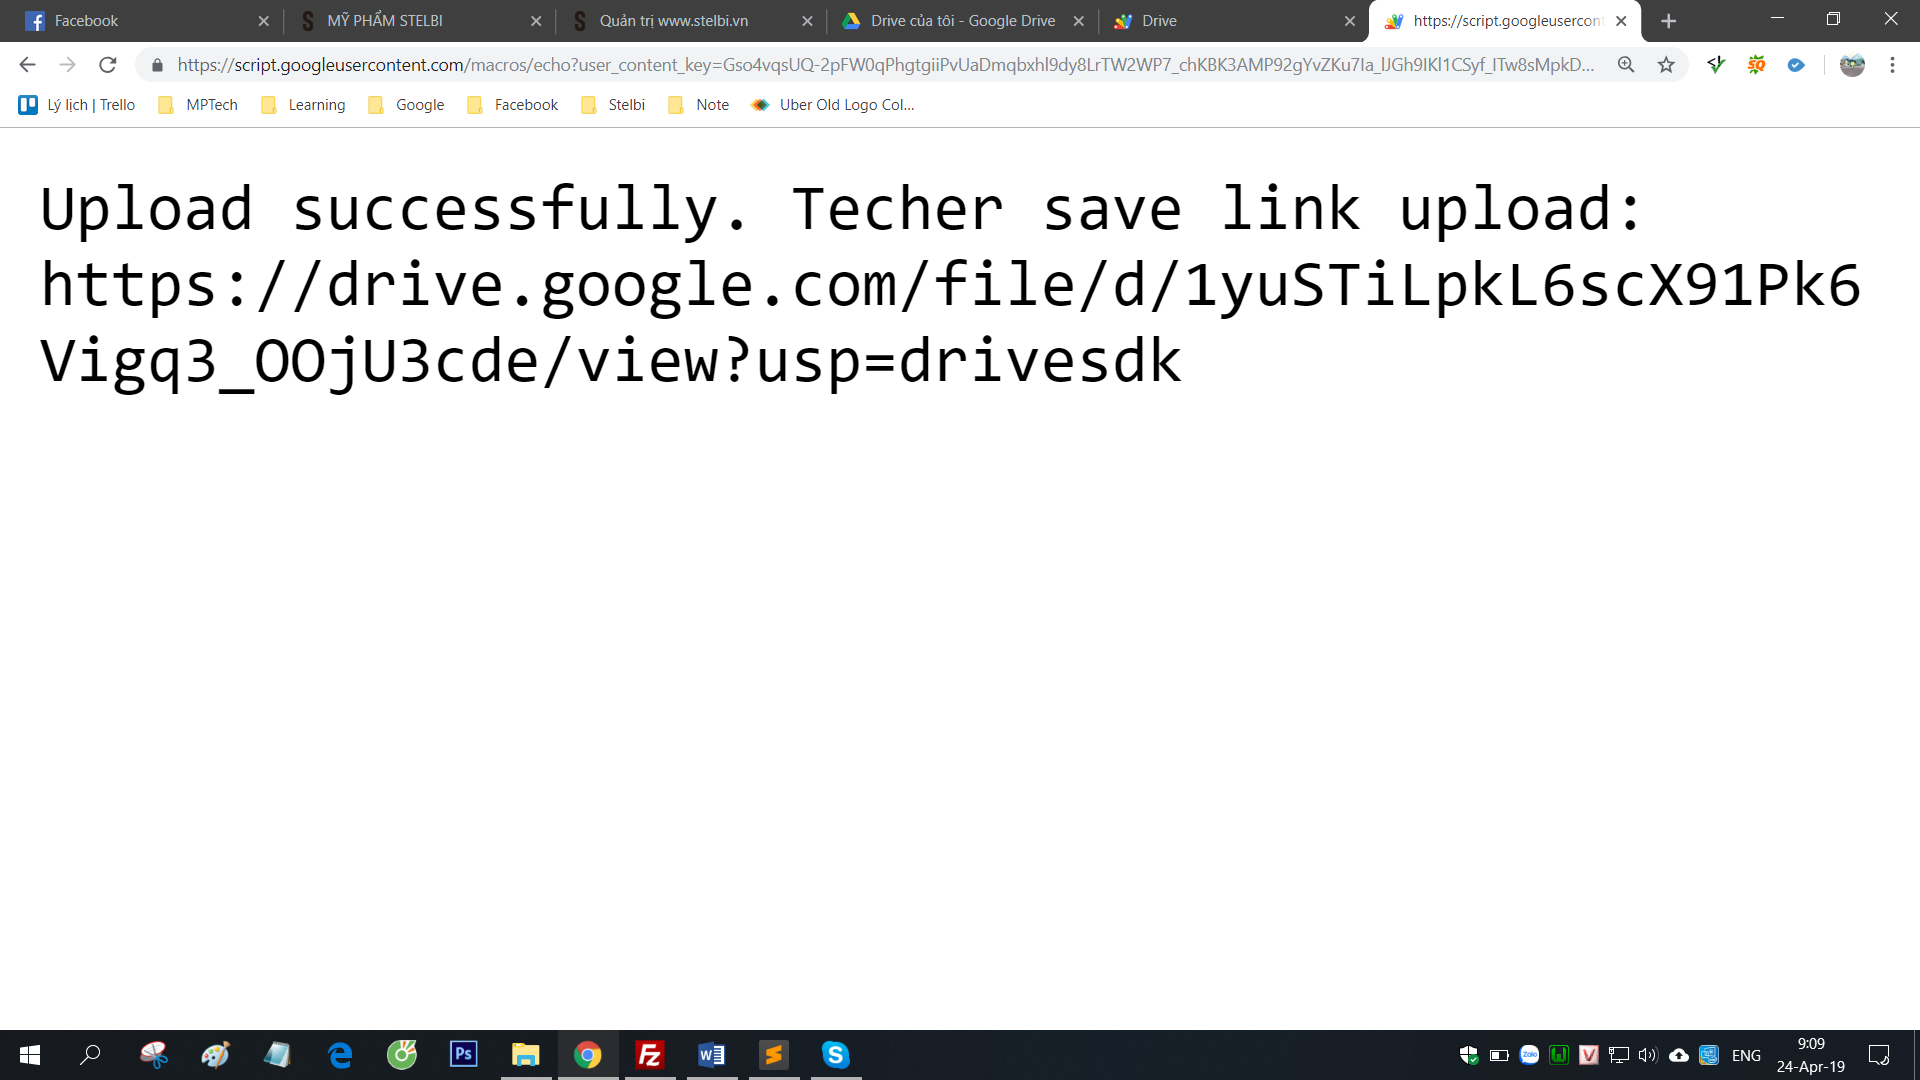 Facebook
MỸ PHẨM STELBI
Quản trị www.stelbi.vn
Drive của tôi - Google Drive
Drive
https://script.googleusercont
https://script.googleusercontent.com/macros/echo?user_content_key=Gso4vqsUQ-2pFW0qPhgtgiiPvUaDmqbxhl9dy8LrTW2WP7_chKBK3AMP92gYvZKu7Ia_lJGh9IKl1CSyf_ITw8sMpkD...
Lý lịch | Trello
MPTech
Learning
Google
Facebook
Stelbi
Note
Uber Old Logo Col...
Upload successfully. Techer save link upload:
https://drive.google.com/file/d/1yuSTiLpkL6scX91Pk6
Vigq3_OOjU3cde/view?usp=drivesdk
ENG
9:09
24-Apr-19